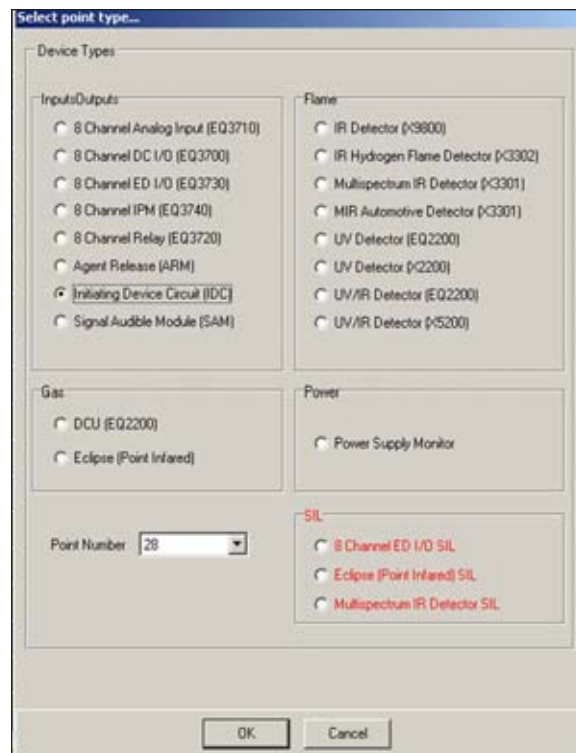 Select point type...
Device Types
InputsOutputs
8 Channel Analog Input (EQ3710)
8 Channel DC I/O (EQ3700)
8 Channel ED I/O (EQ3730)
8 Channel IPM (EQ3740)
8 Channel Relay (EQ3720)
Agent Release (ARM)
Initiating Device Circuit (IDC)
Signal Audible Module (SAM)
Flame
IR Detector (X9800)
IR Hydrogen Flame Detector (X3302)
Multispectrum IR Detector (X3301)
MIR Automotive Detector (X3301)
UV Detector (EQ2200)
UV Detector (X2200)
UV/IR Detector (EQ2200)
UV/IR Detector (X5200)
Gas
DCU (EQ2200)
Eclipse (Point Infared)
Power
Power Supply Monitor
Point Number 28
SIL
8 Channel ED I/O SIL
Eclipse (Point Infared) SIL
Multispectrum IR Detector SIL
OK Cancel